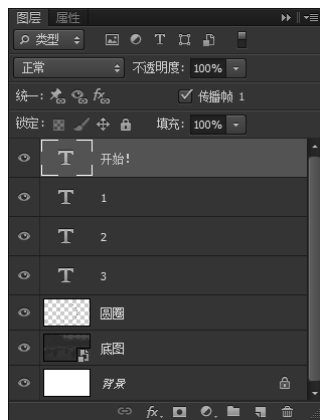 图层 属性
类型
正常 不透明度: 100%
统一: 传播帧 1
锁定: 填充: 100%
T 开始!
T 1
T 2
T 3
圆圈
底图
背景
fx